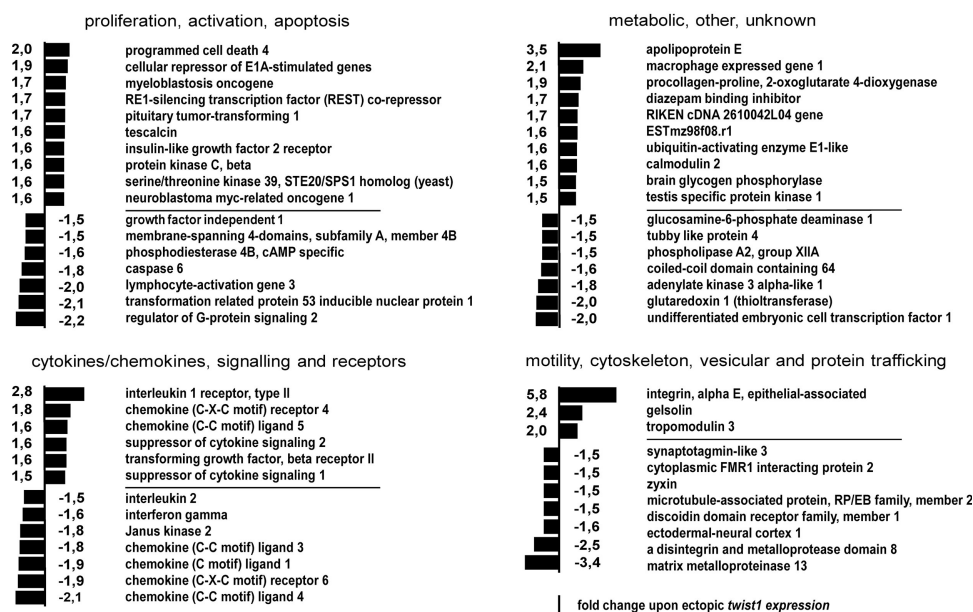 proliferation, activation, apoptosis
2,0 programmed cell death 4
1,9 cellular repressor of E1A-stimulated genes
1,7 myeloblastosis oncogene
1,7 RE1-silencing transcription factor (REST) co-repressor
1,7 pituitary tumor-transforming 1
1,6 tescalcin
1,6 insulin-like growth factor 2 receptor
1,6 protein kinase C, beta
1,6 serine/threonine kinase 39, STE20/SPS1 homolog (yeast)
1,6 neuroblastoma myc-related oncogene 1
-1,5 growth factor independent 1
-1,5 membrane-spanning 4-domains, subfamily A, member 4B
-1,6 phosphodiesterase 4B, cAMP specific
-1,8 caspase 6
-2,0 lymphocyte-activation gene 3
-2,1 transformation related protein 53 inducible nuclear protein 1
-2,2 regulator of G-protein signaling 2
metabolic, other, unknown
3,5 apolipoprotein E
2,1 macrophage expressed gene 1
1,9 procollagen-proline, 2-oxoglutarate 4-dioxygenase
1,7 diazepam binding inhibitor
1,7 RIKEN cDNA 2610042L04 gene
1,6 ESTmz98f08.r1
1,6 ubiquitin-activating enzyme E1-like
1,6 calmodulin 2
1,5 brain glycogen phosphorylase
1,5 testis specific protein kinase 1
-1,5 glucosamine-6-phosphate deaminase 1
-1,5 tubby like protein 4
-1,5 phospholipase A2, group XIIA
-1,6 coiled-coil domain containing 64
-1,8 adenylate kinase 3 alpha-like 1
-2,0 glutaredoxin 1 (thioltransferase)
-2,0 undifferentiated embryonic cell transcription factor 1
cytokines/chemokines, signalling and receptors
2,8 interleukin 1 receptor, type II
1,8 chemokine (C-X-C motif) receptor 4
1,6 chemokine (C-C motif) ligand 5
1,6 suppressor of cytokine signaling 2
1,6 transforming growth factor, beta receptor II
1,5 suppressor of cytokine signaling 1
-1,5 interleukin 2
-1,6 interferon gamma
-1,8 Janus kinase 2
-1,8 chemokine (C-C motif) ligand 3
-1,9 chemokine (C motif) ligand 1
-1,9 chemokine (C-X-C motif) receptor 6
-2,1 chemokine (C-C motif) ligand 4
motility, cytoskeleton, vesicular and protein trafficking
5,8 integrin, alpha E, epithelial-associated
2,4 gelsolin
2,0 tropomodulin 3
-1,5 synaptotagmin-like 3
-1,5 cytoplasmic FMR1 interacting protein 2
-1,5 zyxin
-1,5 microtubule-associated protein, RP/EB family, member 2
-1,6 discoidin domain receptor family, member 1
ectodermal-neural cortex 1
-2,5 a disintegrin and metalloprotease domain 8
-3,4 matrix metalloproteinase 13
fold change upon ectopic twist1 expression